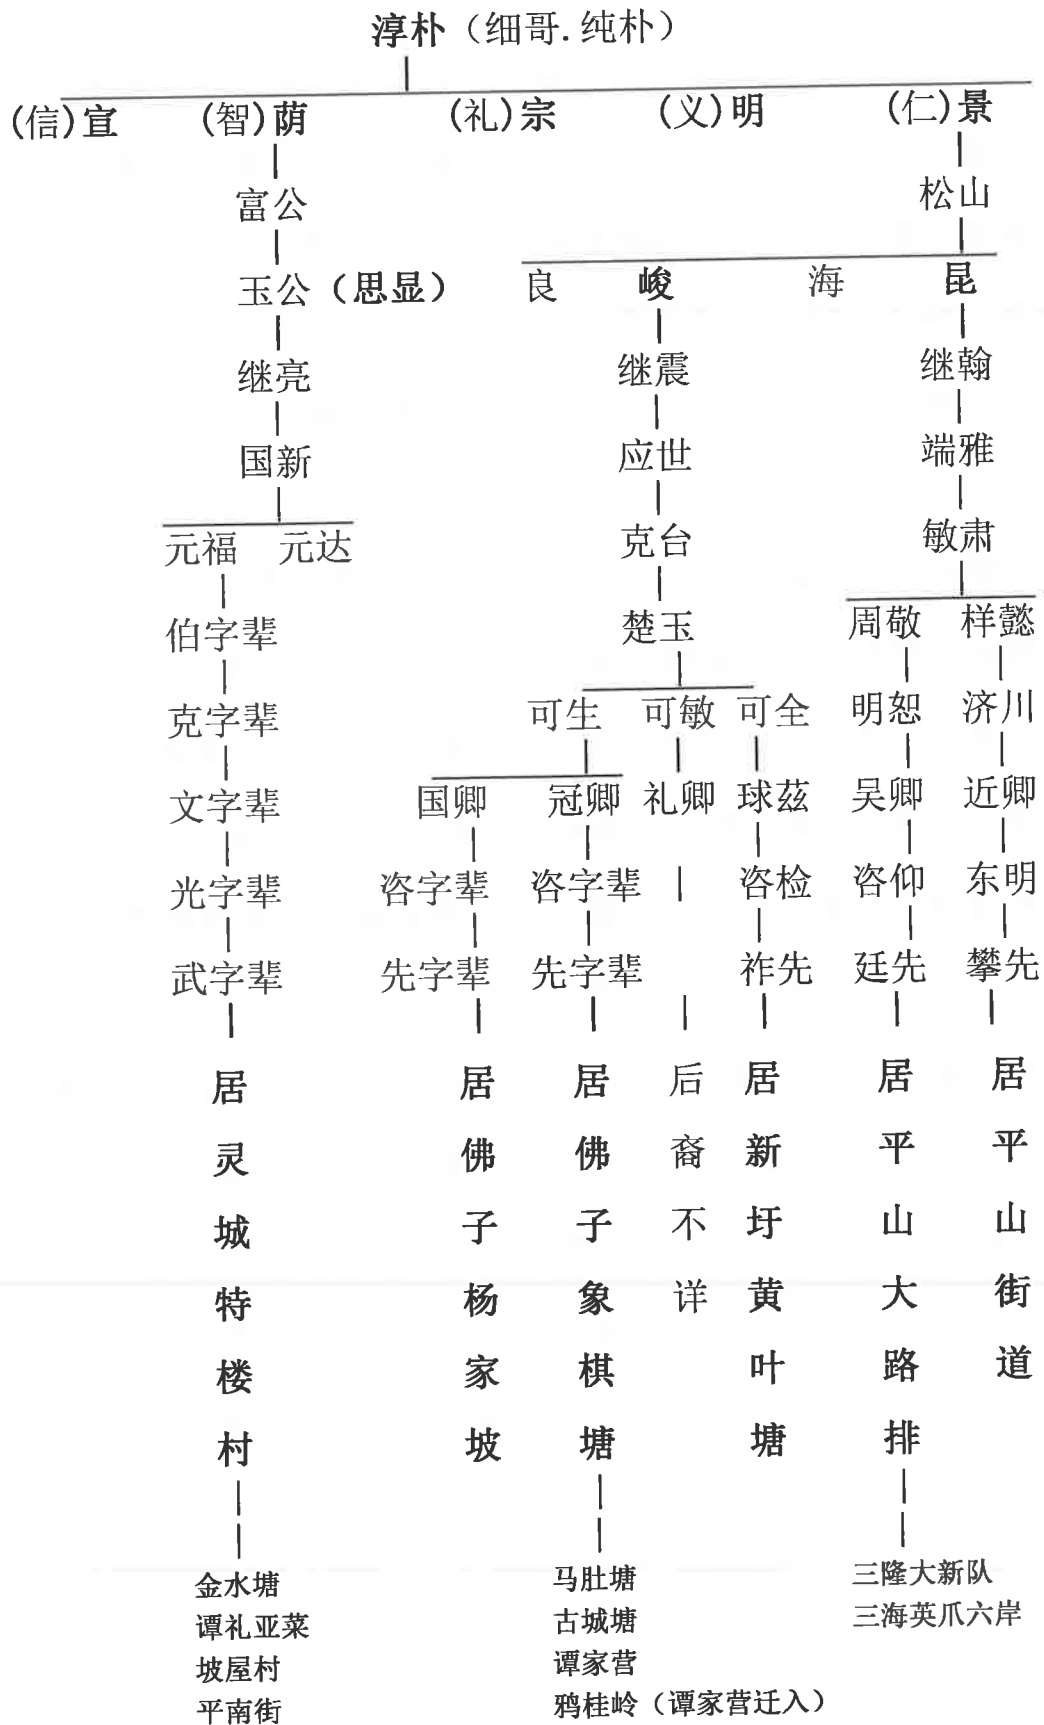 淳朴（细哥.纯朴）
(信)宣 (智)荫 (礼)宗 (义)明 (仁)景
富公 松山
玉公（思显） 良 峻 海 昆
继亮 继震 继翰
国新 应世 端雅
元福 元达 克台 敏肃
伯字辈 楚玉 周敬 样懿
克字辈 可生 可敏 可全 明恕 济川
文字辈 国卿 冠卿 礼卿 球茲 吴卿 近卿
光字辈 咨字辈 咨字辈 咨检 咨仰 东明
武字辈 先字辈 先字辈 祚先 廷先 攀先
居灵城特楼村
居佛子杨家坡
居佛子象棋塘
后裔不详
居新圩黄叶塘
居平山大路排
居平山街道
金水塘
谭礼亚菜
坡屋村
平南街
马肚塘
古城塘
谭家营
鸦桂岭（谭家营迁入）
三隆大新队
三海英爪六岸